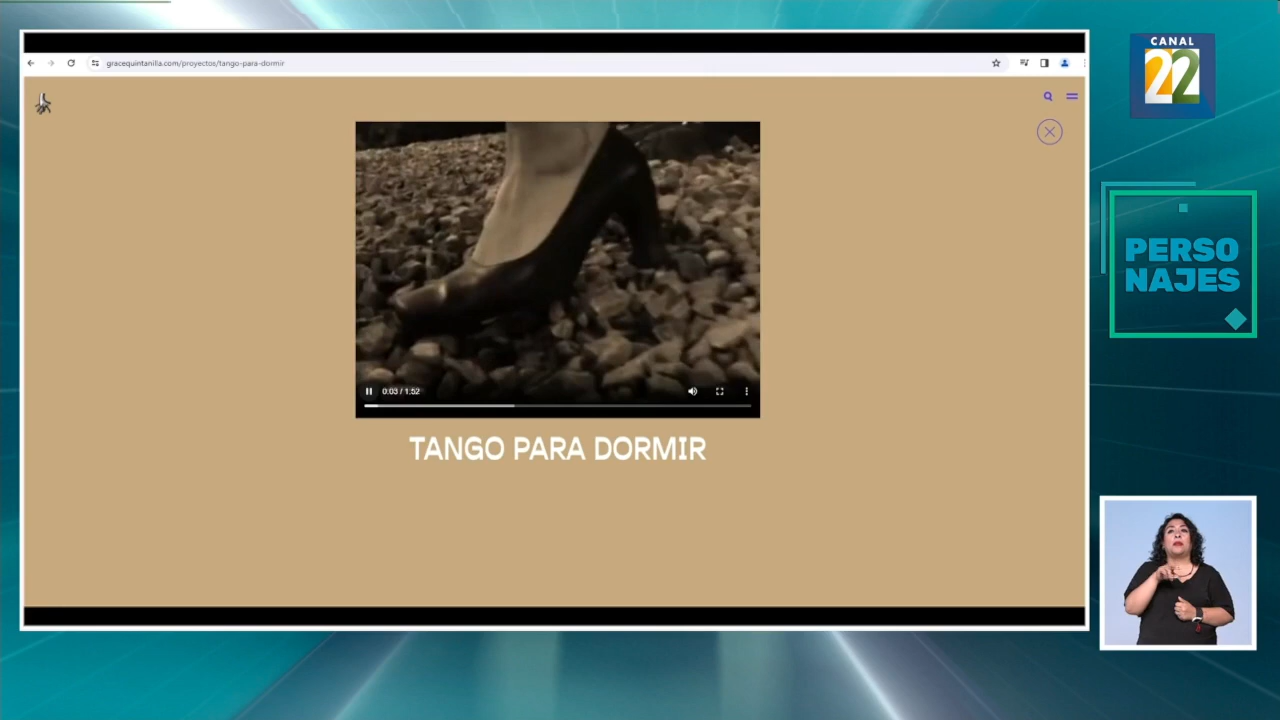 gracequintanilla.com/proyectos/tango-para-dormir
CANAL
22
PERSO
NAJES
0:03 / 1:52
TANGO PARA DORMIR